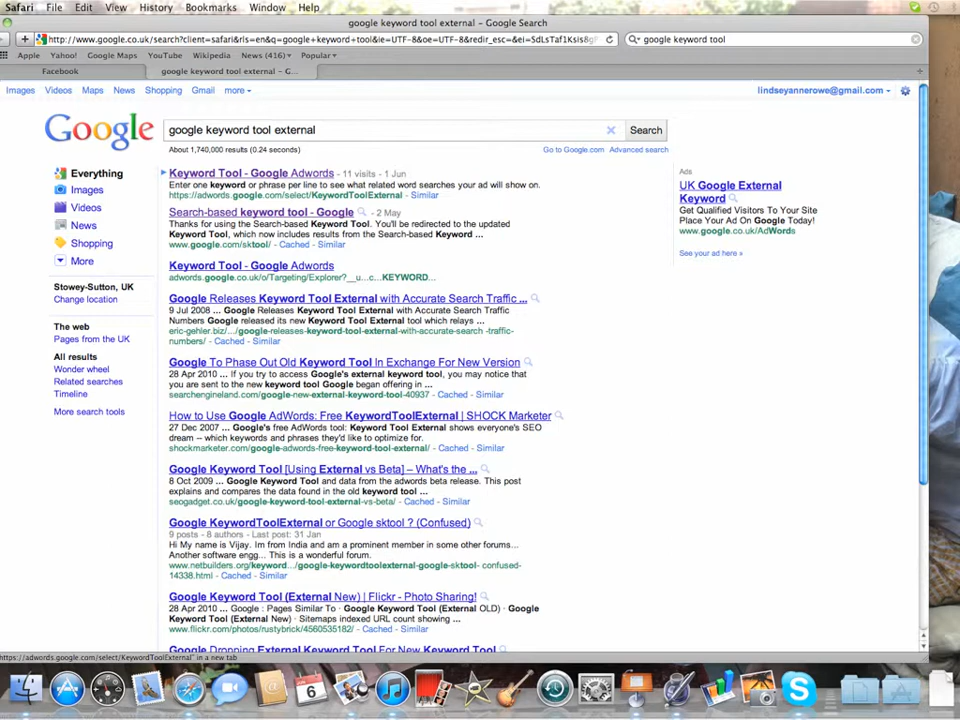 Safari File Edit View History Bookmarks Window Help
google keyword tool external – Google Search
google keyword tool
Apple Yahoo! Google Maps YouTube Wikipedia News (416) Popular
Facebook google keyword tool external – G...
Images Videos Maps News Shopping Gmail more lindseyannerowe@gmail.com
Google google keyword tool external Search
About 1,740,000 results (0.24 seconds) Go to Google.com Advanced search
Everything
Images
Videos
News
Shopping
More
Stowey-Sutton, UK
Change location
The web
Pages from the UK
All results
Wonder wheel
Related searches
Timeline
More search tools
Keyword Tool - Google Adwords - 11 visits - 1 Jun
Enter one keyword or phrase per line to see what related word searches your ad will show on.
https://adwords.google.com/select/KeywordToolExternal - Similar
Search-based keyword tool - Google - 2 May
Thanks for using the Search-based Keyword Tool. You'll be redirected to the updated
Keyword Tool, which now includes results from the Search-based Keyword ...
www.google.com/sktool/ - Cached - Similar
Keyword Tool - Google Adwords
adwords.google.co.uk/o/Targeting/Explorer?__u...c...KEYWORD...
Google Releases Keyword Tool External with Accurate Search Traffic ...
9 Jul 2008 ... Google Releases Keyword Tool External with Accurate Search Traffic
Numbers Google released its new Keyword Tool External tool which relays ...
eric-gehler.biz/.../google-releases-keyword-tool-external-with-accurate-search -traffic-
numbers/ - Cached - Similar
Google To Phase Out Old Keyword Tool In Exchange For New Version
28 Apr 2010 ... If you try to access Google's external keyword tool, you may notice that
you are sent to the new keyword tool Google began offering in ...
searchengineland.com/google-new-external-keyword-tool-40937 - Cached - Similar
How to Use Google AdWords: Free KeywordToolExternal | SHOCK Marketer
27 Dec 2007 ... Google's free AdWords tool: Keyword Tool External shows everyone's SEO
dream -- which keywords and phrases they'd like to optimize for.
shockmarketer.com/google-adwords-free-keyword-tool-external/ - Cached - Similar
Google Keyword Tool [Using External vs Beta] – What's the ...
8 Oct 2009 ... Google Keyword Tool and data from the adwords beta release. This post
explains and compares the data found in the old keyword tool ...
seogadget.co.uk/google-keyword-tool-external-vs-beta/ - Cached - Similar
Google KeywordToolExternal or Google sktool ? (Confused)
9 posts - 8 authors - Last post: 31 Jan
Hi My name is Vijay. Im from India and am a prominent member in some other forums...
Another software engg... This is a wonderful forum.
www.netbuilders.org/keyword.../google-keywordtoolexternal-google-sktool- confused-
14338.html - Cached - Similar
Google Keyword Tool (External New) | Flickr - Photo Sharing!
28 Apr 2010 ... Google : Pages Similar To · Google Keyword Tool (External OLD) · Google
Keyword Tool (External New) · Sitemaps indexed URL count showing ...
www.flickr.com/photos/rustybrick/4560535182/ - Cached - Similar
Google Dropping External Keyword Tool For New Keyword Tool
Ads
UK Google External
Keyword
Get Qualified Visitors To Your Site
Place Your Ad On Google Today!
www.google.co.uk/AdWords
See your ad here »
https://adwords.google.com/select/KeywordToolExternal" in a new tab
6